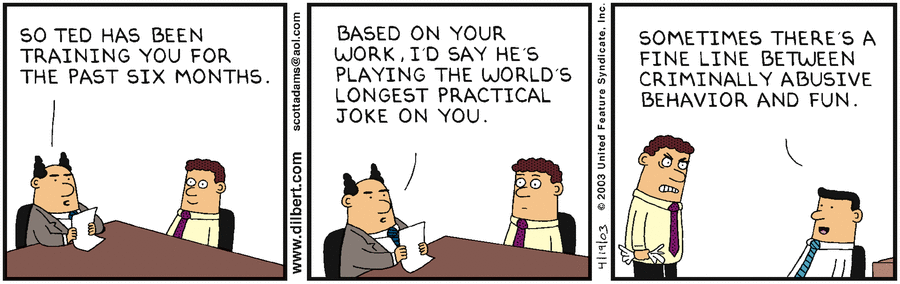 SO TED HAS BEEN
TRAINING YOU FOR
THE PAST SIX MONTHS.
www.dilbert.com
scottadams@aol.com
BASED ON YOUR
WORK, I'D SAY HE'S
PLAYING THE WORLD'S
LONGEST PRACTICAL
JOKE ON YOU.
4/19/03
© 2003 United Feature Syndicate, Inc.
SOMETIMES THERE'S A
FINE LINE BETWEEN
CRIMINALLY ABUSIVE
BEHAVIOR AND FUN.